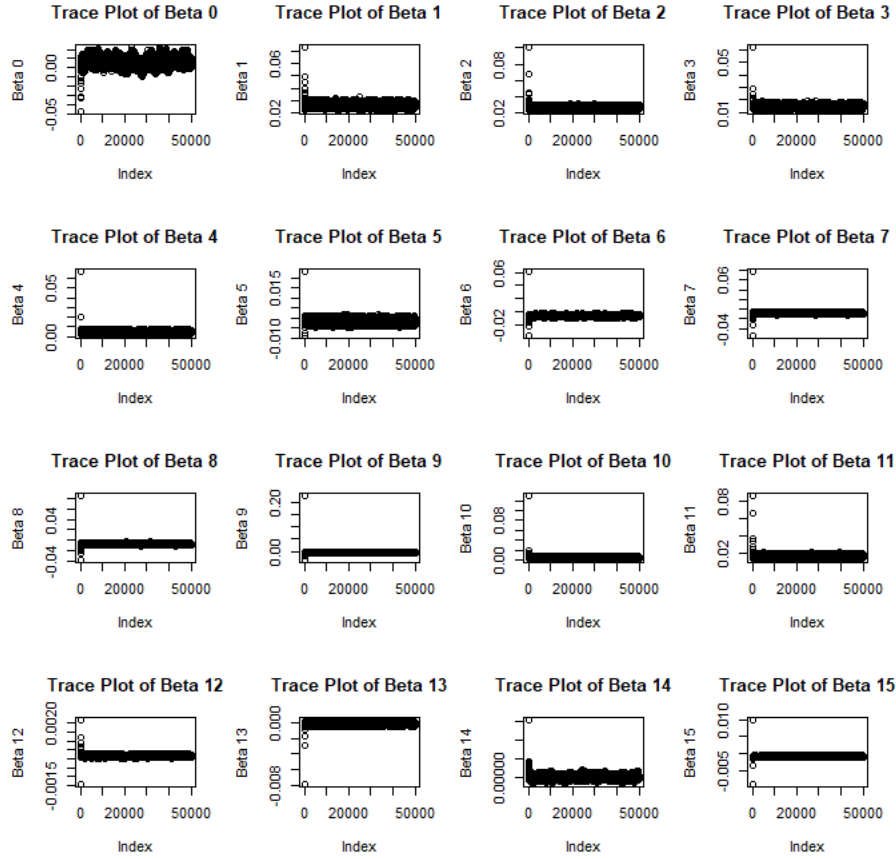 Trace Plot of Beta 0 Trace Plot of Beta 1 Trace Plot of Beta 2 Trace Plot of Beta 3
Beta 0 -0.05 0.00 Beta 1 0.02 0.06 Beta 2 0.02 0.08 Beta 3 0.01 0.05
0 20000 50000 0 20000 50000 0 20000 50000 0 20000 50000
Index Index Index Index
Trace Plot of Beta 4 Trace Plot of Beta 5 Trace Plot of Beta 6 Trace Plot of Beta 7
Beta 4 0.00 0.05 Beta 5 -0.010 0.015 Beta 6 -0.02 0.06 Beta 7 -0.04 0.06
0 20000 50000 0 20000 50000 0 20000 50000 0 20000 50000
Index Index Index Index
Trace Plot of Beta 8 Trace Plot of Beta 9 Trace Plot of Beta 10 Trace Plot of Beta 11
Beta 8 -0.04 0.04 Beta 9 0.00 0.20 Beta 10 0.00 0.08 Beta 11 0.02 0.08
0 20000 50000 0 20000 50000 0 20000 50000 0 20000 50000
Index Index Index Index
Trace Plot of Beta 12 Trace Plot of Beta 13 Trace Plot of Beta 14 Trace Plot of Beta 15
Beta 12 -0.0015 0.0020 Beta 13 -0.008 0.000 Beta 14 0.00000 Beta 15 -0.005 0.010
0 20000 50000 0 20000 50000 0 20000 50000 0 20000 50000
Index Index Index Index